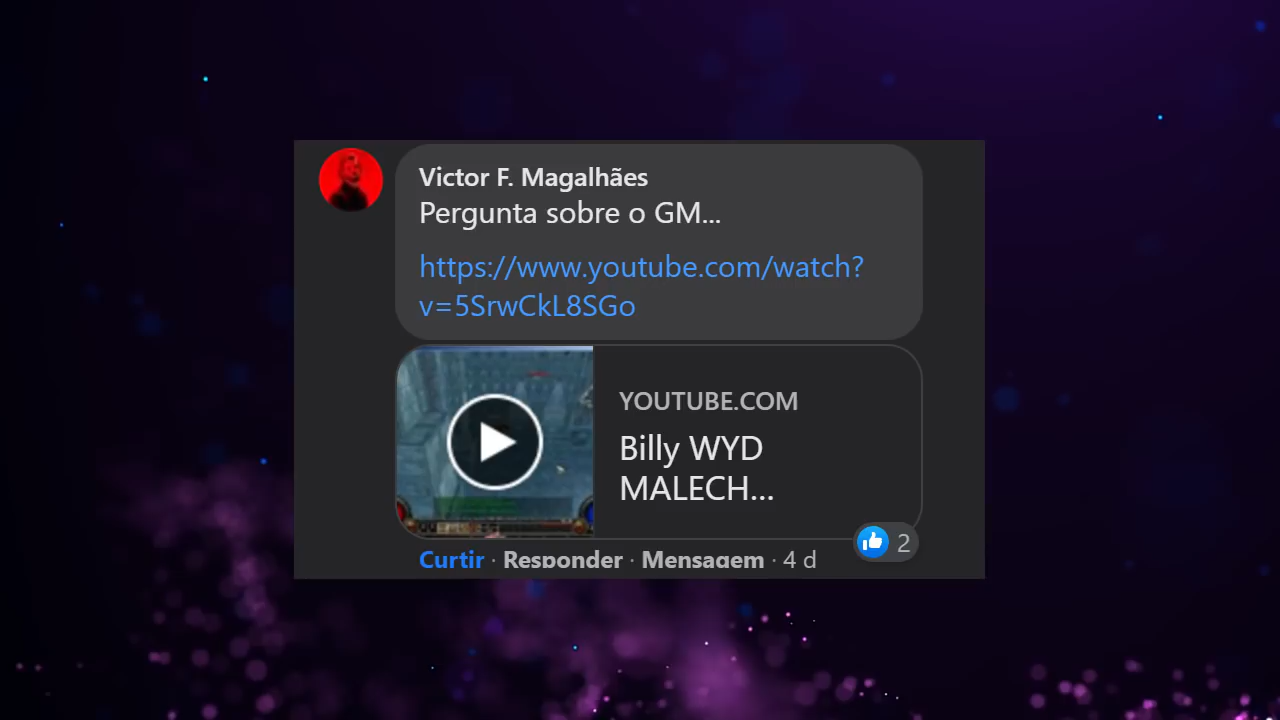 Victor F. Magalhães
Pergunta sobre o GM...
https://www.youtube.com/watch?
v=5SrwCkL8SGo
YOUTUBE.COM
Billy WYD
MALECH...
2
Curtir · Responder · Mensagem · 4 d